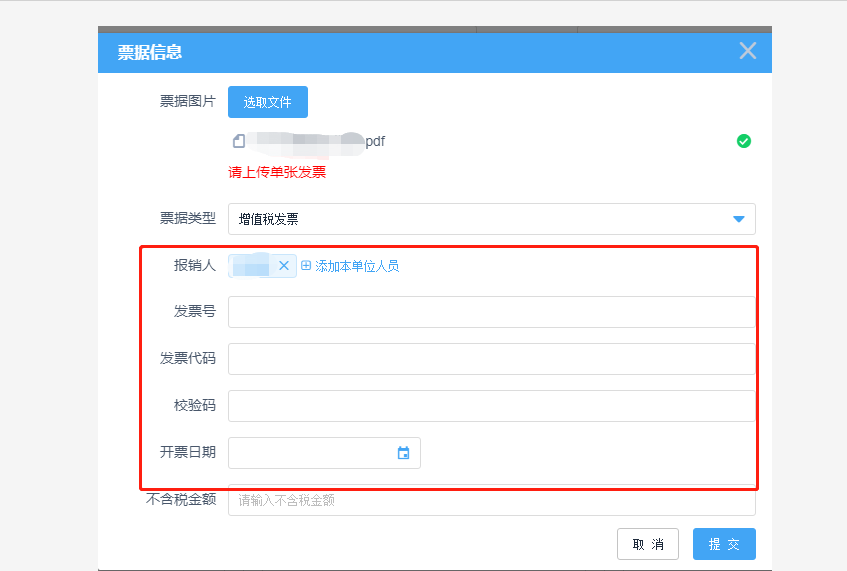 票据信息
票据图片 选取文件
pdf
请上传单张发票
票据类型 增值税发票
报销人 添加本单位人员
发票号
发票代码
校验码
开票日期
不含税金额 请输入不含税金额
取 消 提 交